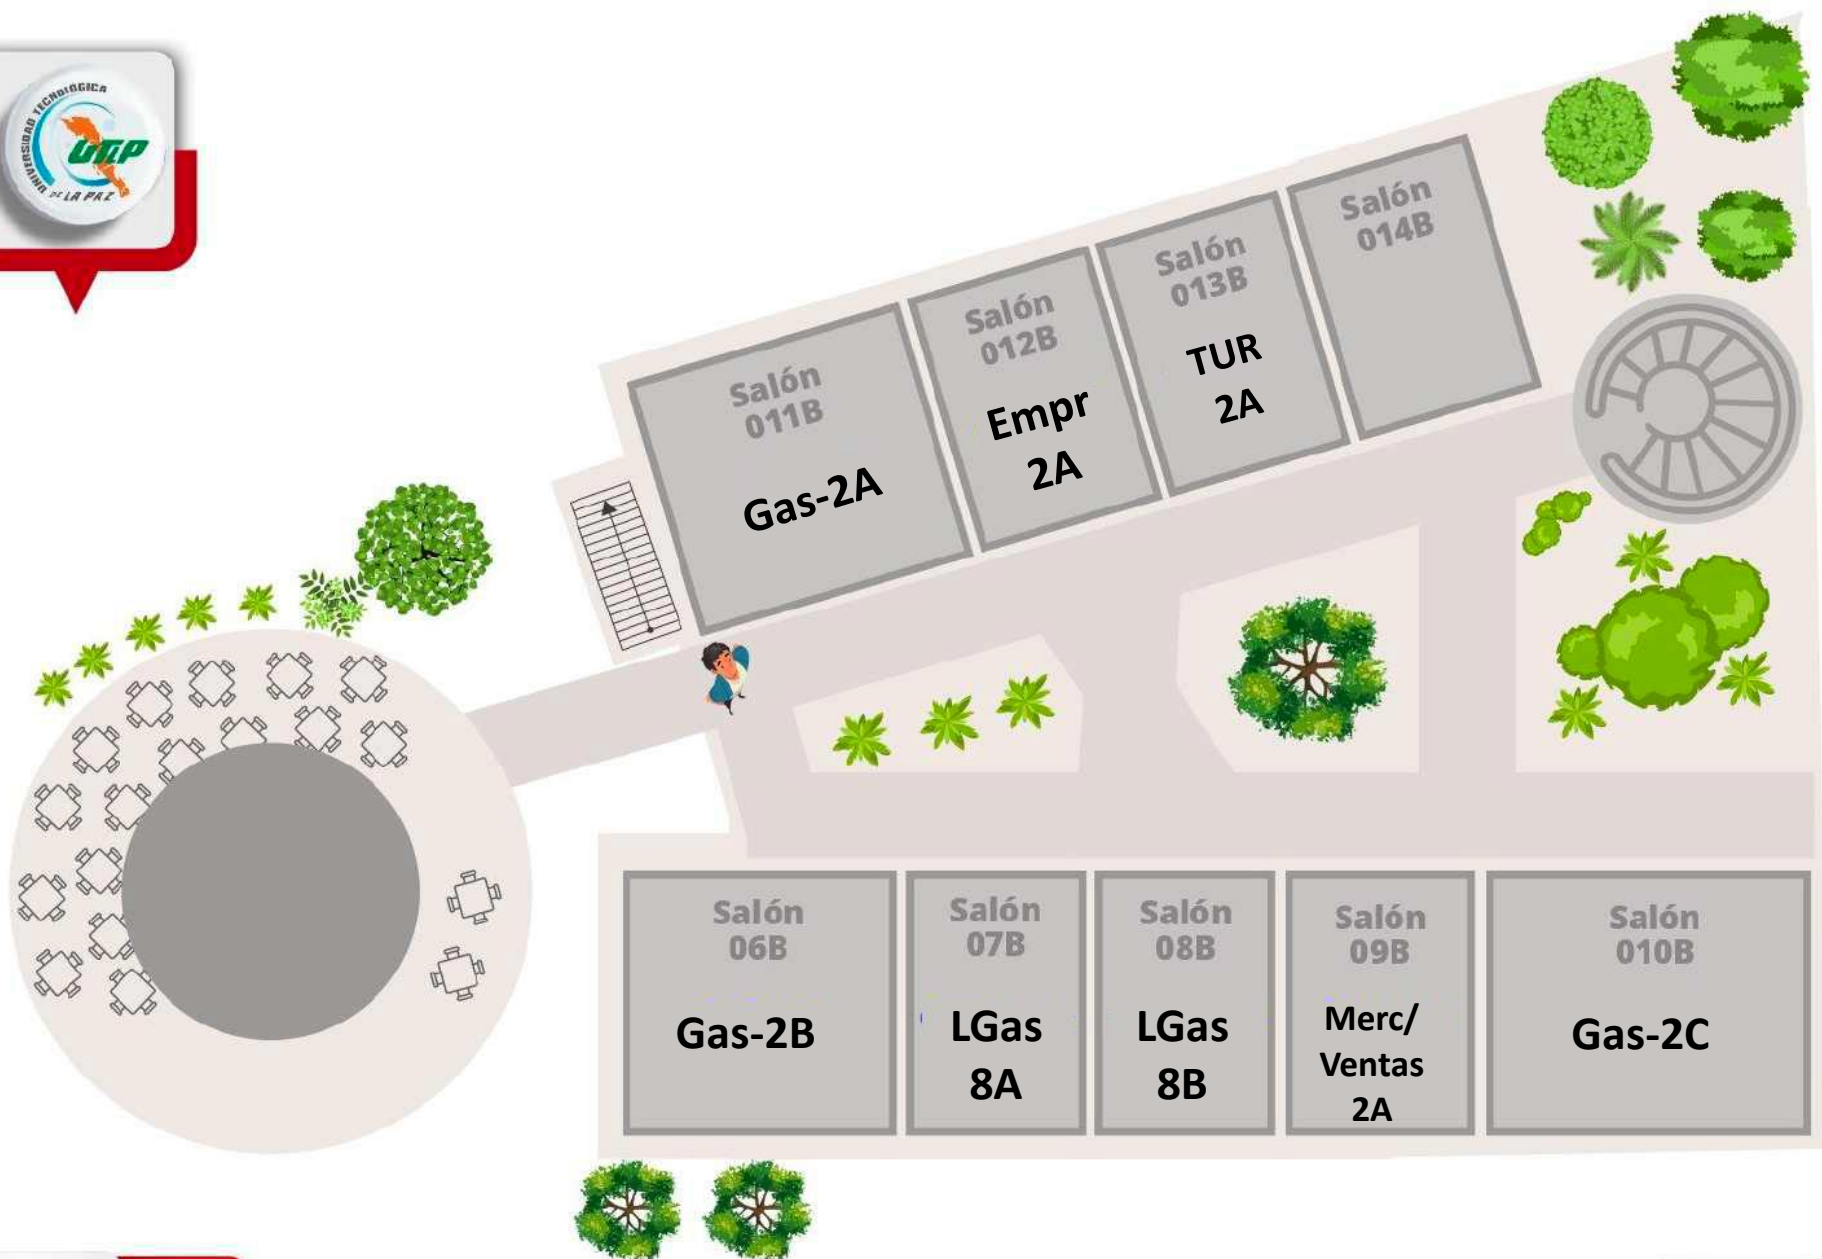 UNIVERSIDAD TECNOLÓGICA
UTLP
DE LA PAZ
Salón
011B
Gas-2A
Salón
012B
Empr
2A
Salón
013B
TUR
2A
Salón
014B
Salón
06B
Gas-2B
Salón
07B
LGas
8A
Salón
08B
LGas
8B
Salón
09B
Merc/
Ventas
2A
Salón
010B
Gas-2C